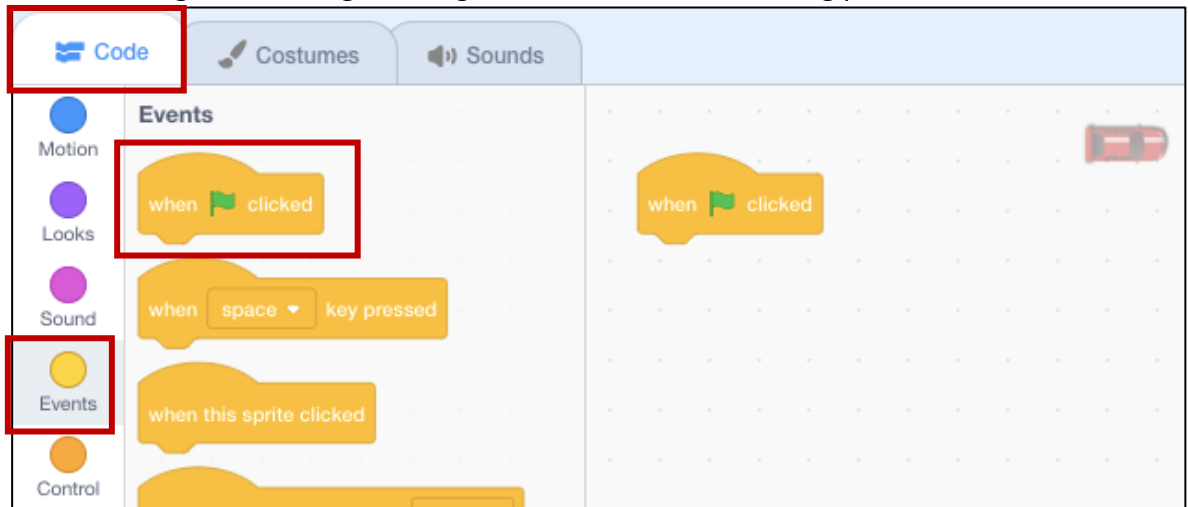 Code Costumes Sounds
Events
Motion
when clicked
when clicked
Looks
Sound
when space key pressed
Events
when this sprite clicked
Control